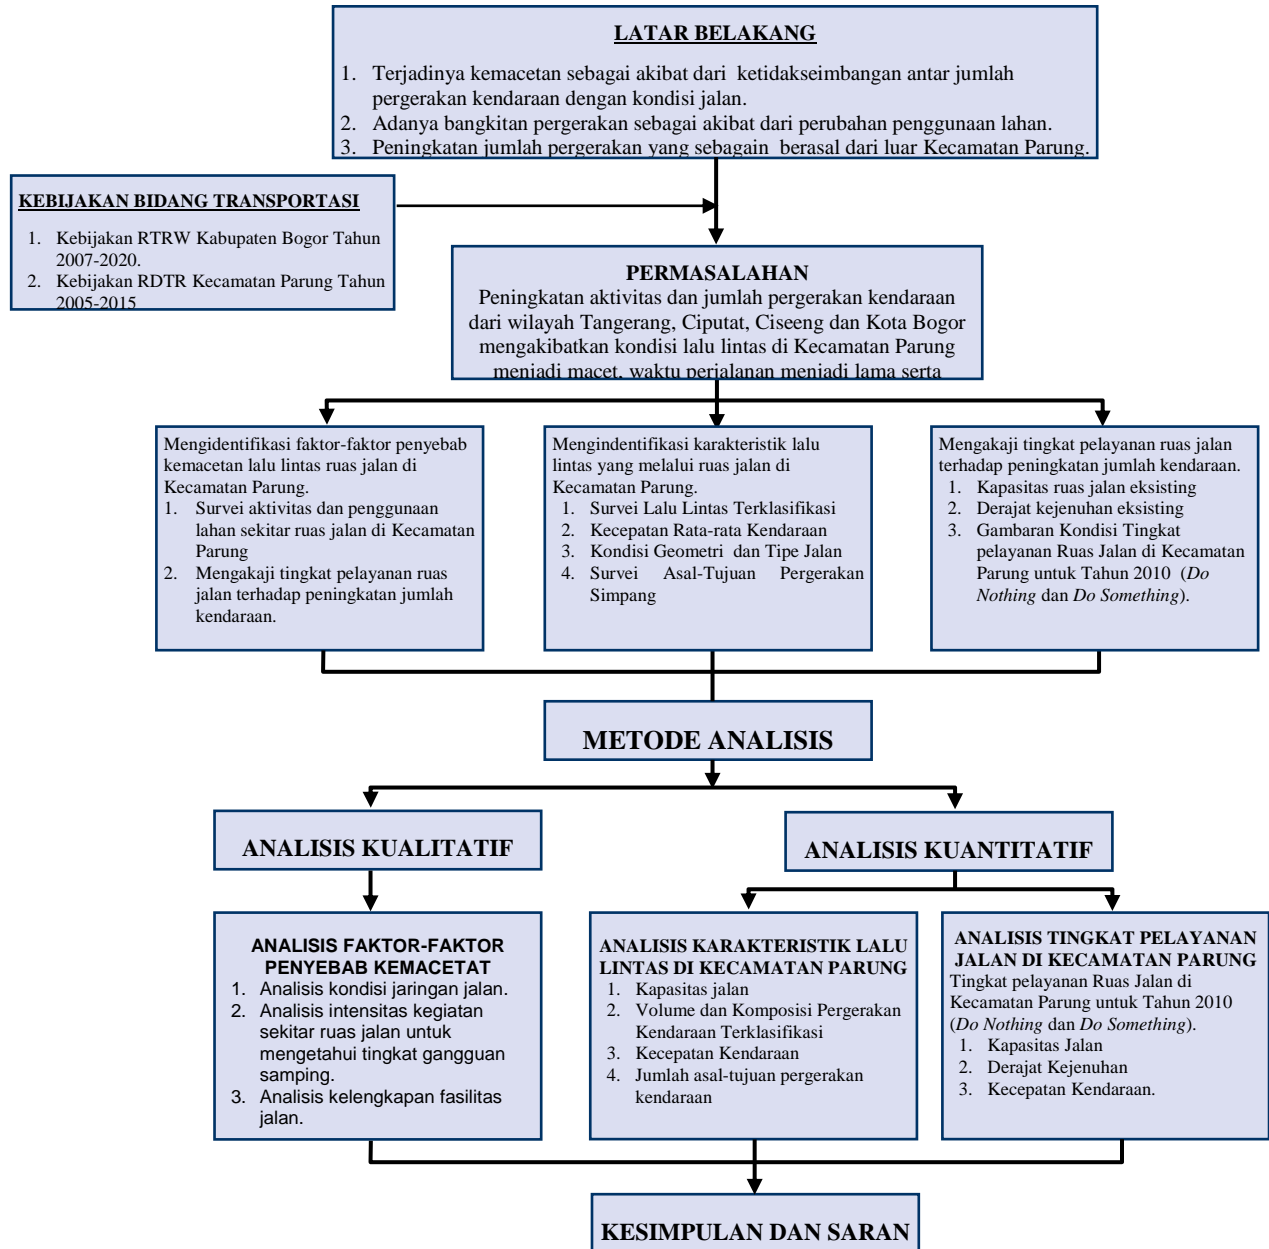 LATAR BELAKANG
1. Terjadinya kemacetan sebagai akibat dari ketidakseimbangan antar jumlah
pergerakan kendaraan dengan kondisi jalan.
2. Adanya bangkitan pergerakan sebagai akibat dari perubahan penggunaan lahan.
3. Peningkatan jumlah pergerakan yang sebagain berasal dari luar Kecamatan Parung.
KEBIJAKAN BIDANG TRANSPORTASI
1. Kebijakan RTRW Kabupaten Bogor Tahun
2007-2020.
2. Kebijakan RDTR Kecamatan Parung Tahun
2005-2015
PERMASALAHAN
Peningkatan aktivitas dan jumlah pergerakan kendaraan
dari wilayah Tangerang, Ciputat, Ciseeng dan Kota Bogor
mengakibatkan kondisi lalu lintas di Kecamatan Parung
menjadi macet, waktu perjalanan menjadi lama serta
Mengidentifikasi faktor-faktor penyebab
kemacetan lalu lintas ruas jalan di
Kecamatan Parung.
1. Survei aktivitas dan penggunaan
lahan sekitar ruas jalan di Kecamatan
Parung
2. Mengakaji tingkat pelayanan ruas
jalan terhadap peningkatan jumlah
kendaraan.
Mengindentifikasi karakteristik lalu
lintas yang melalui ruas jalan di
Kecamatan Parung.
1. Survei Lalu Lintas Terklasifikasi
2. Kecepatan Rata-rata Kendaraan
3. Kondisi Geometri dan Tipe Jalan
4. Survei Asal-Tujuan Pergerakan
Simpang
Mengakaji tingkat pelayanan ruas jalan
terhadap peningkatan jumlah kendaraan.
1. Kapasitas ruas jalan eksisting
2. Derajat kejenuhan eksisting
3. Gambaran Kondisi Tingkat
pelayanan Ruas Jalan di Kecamatan
Parung untuk Tahun 2010 (Do
Nothing dan Do Something).
METODE ANALISIS
ANALISIS KUALITATIF
ANALISIS KUANTITATIF
ANALISIS FAKTOR-FAKTOR
PENYEBAB KEMACETAT
1. Analisis kondisi jaringan jalan.
2. Analisis intensitas kegiatan
sekitar ruas jalan untuk
mengetahui tingkat gangguan
samping.
3. Analisis kelengkapan fasilitas
jalan.
ANALISIS KARAKTERISTIK LALU
LINTAS DI KECAMATAN PARUNG
1. Kapasitas jalan
2. Volume dan Komposisi Pergerakan
Kendaraan Terklasifikasi
3. Kecepatan Kendaraan
4. Jumlah asal-tujuan pergerakan
kendaraan
ANALISIS TINGKAT PELAYANAN
JALAN DI KECAMATAN PARUNG
Tingkat pelayanan Ruas Jalan di
Kecamatan Parung untuk Tahun 2010
(Do Nothing dan Do Something).
1. Kapasitas Jalan
2. Derajat Kejenuhan
3. Kecepatan Kendaraan.
KESIMPULAN DAN SARAN